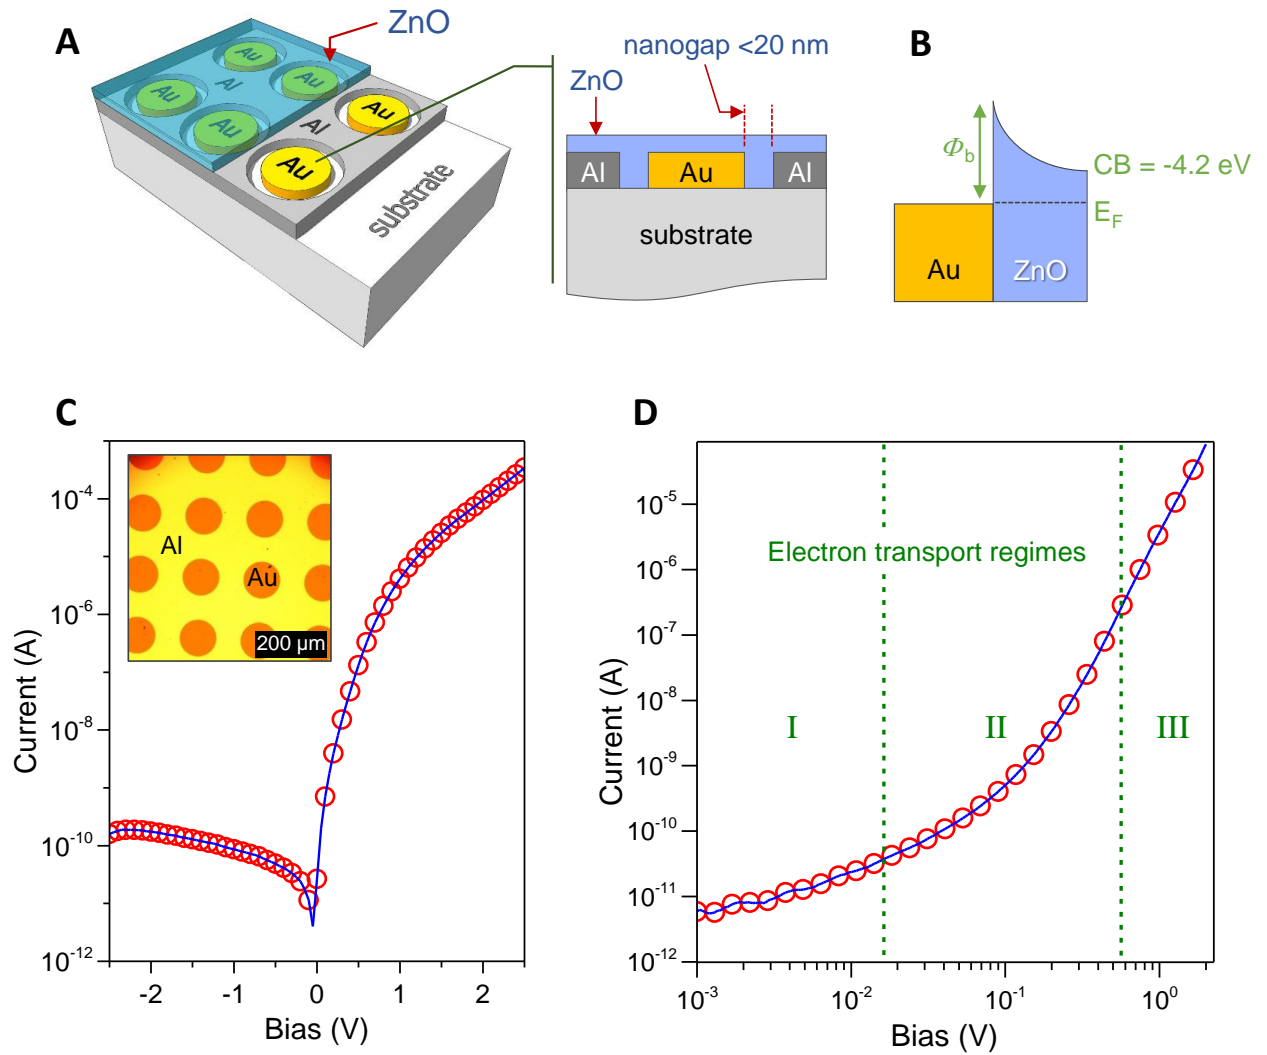 A
ZnO
Au
Au
Al
Au
Au
Au
Al
Au
substrate
nanogap <20 nm
ZnO
Al
Au
Al
substrate
B
Φb
CB = -4.2 eV
EF
Au
ZnO
C
Current (A)
10-4
10-6
10-8
10-10
10-12
Al
Au
200 μm
-2
-1
0
1
2
Bias (V)
D
Current (A)
10-5
10-6
10-7
10-8
10-9
10-10
10-11
10-12
Electron transport regimes
I
II
III
10-3
10-2
10-1
100
Bias (V)